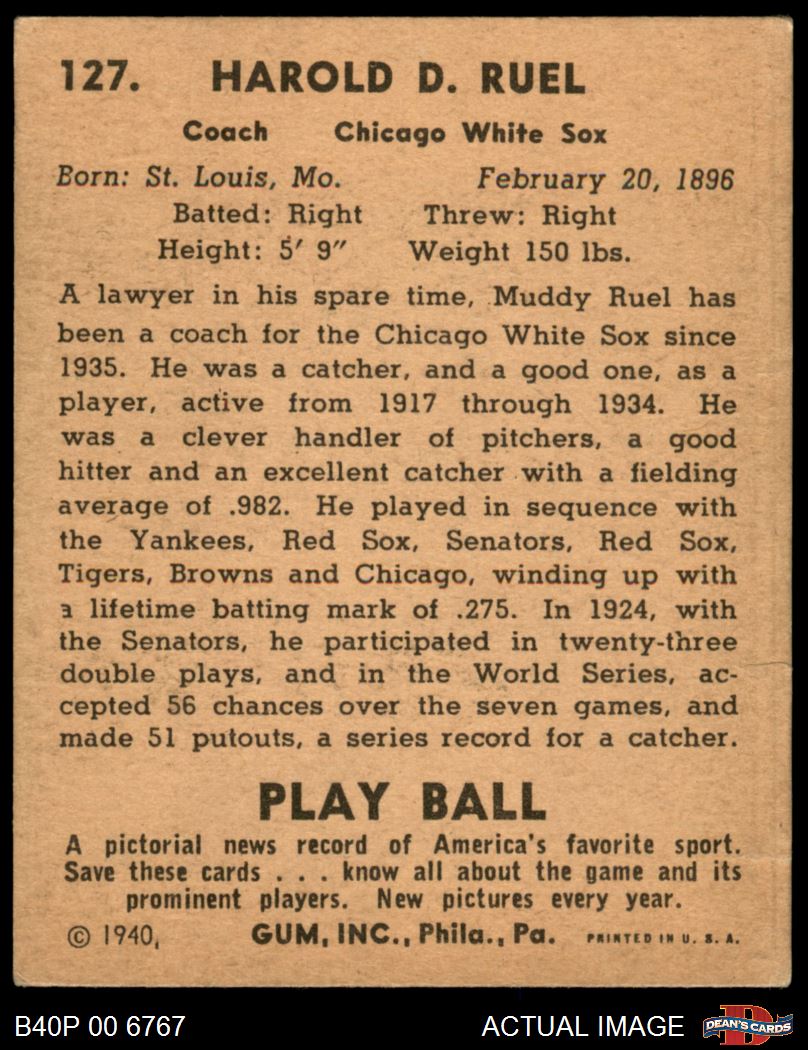 127. HAROLD D. RUEL
Coach Chicago White Sox
Born: St. Louis, Mo. February 20, 1896
Batted: Right Threw: Right
Height: 5′ 9″ Weight 150 lbs.
A lawyer in his spare time, Muddy Ruel has
been a coach for the Chicago White Sox since
1935. He was a catcher, and a good one, as a
player, active from 1917 through 1934. He
was a clever handler of pitchers, a good
hitter and an excellent catcher with a fielding
average of .982. He played in sequence with
the Yankees, Red Sox, Senators, Red Sox,
Tigers, Browns and Chicago, winding up with
a lifetime batting mark of .275. In 1924, with
the Senators, he participated in twenty-three
double plays, and in the World Series, ac-
cepted 56 chances over the seven games, and
made 51 putouts, a series record for a catcher.
PLAY BALL
A pictorial news record of America's favorite sport.
Save these cards . . . know all about the game and its
prominent players. New pictures every year.
© 1940, GUM, INC., Phila., Pa. PRINTED IN U. S. A.
B40P 00 6767 ACTUAL IMAGE D DEAN'S CARDS